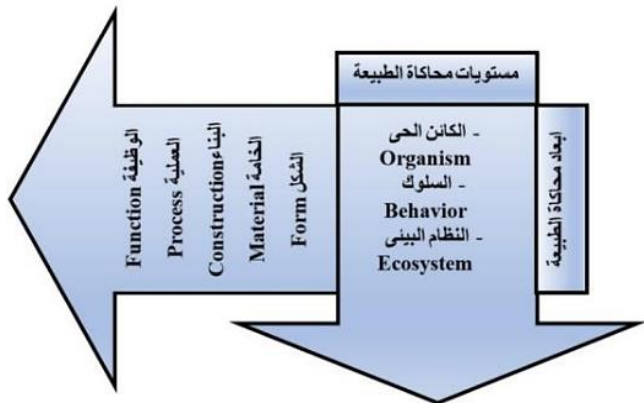 مستويات محاكاة الطبيعة
- الكائن الحى
Organism
- السلوك
Behavior
- النظام البيئى
Ecosystem
ابعاد محاكاة الطبيعة
الشكل Form
الخامة Material
البناء Construction
العملية Process
الوظيفة Function